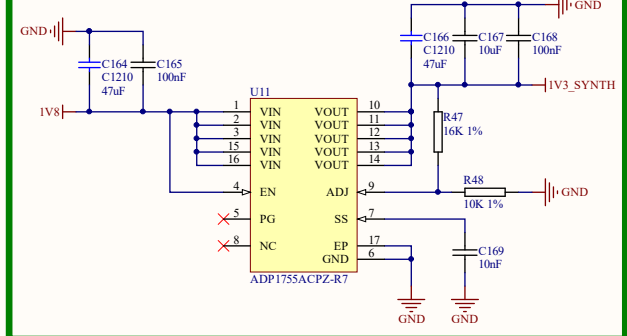 GND
C164
C1210
47uF
C165
100nF
1V8
C166
C1210
47uF
C167
10uF
C168
100nF
GND
1V3_SYNTH
R47
16K 1%
R48
10K 1%
GND
U11
1 VIN VOUT 10
2 VIN VOUT 11
3 VIN VOUT 12
15 VIN VOUT 13
16 VIN VOUT 14
4 EN ADJ 9
5 PG SS 7
8 NC EP 17
GND 6
ADP1755ACPZ-R7
C169
10nF
GND
GND